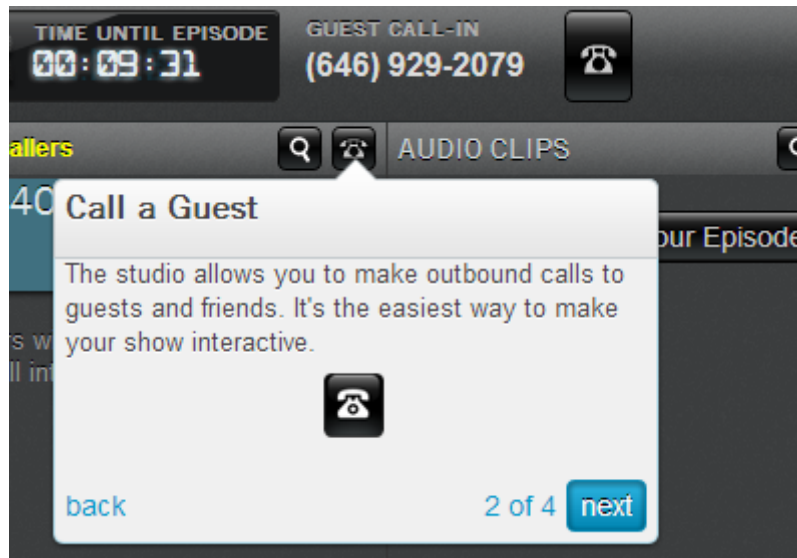 TIME UNTIL EPISODE
00:09:31
GUEST CALL-IN
(646) 929-2079
allers
AUDIO CLIPS
40
our Episode
Call a Guest
The studio allows you to make outbound calls to
guests and friends. It's the easiest way to make
your show interactive.
s w
ll int
back
2 of 4
next